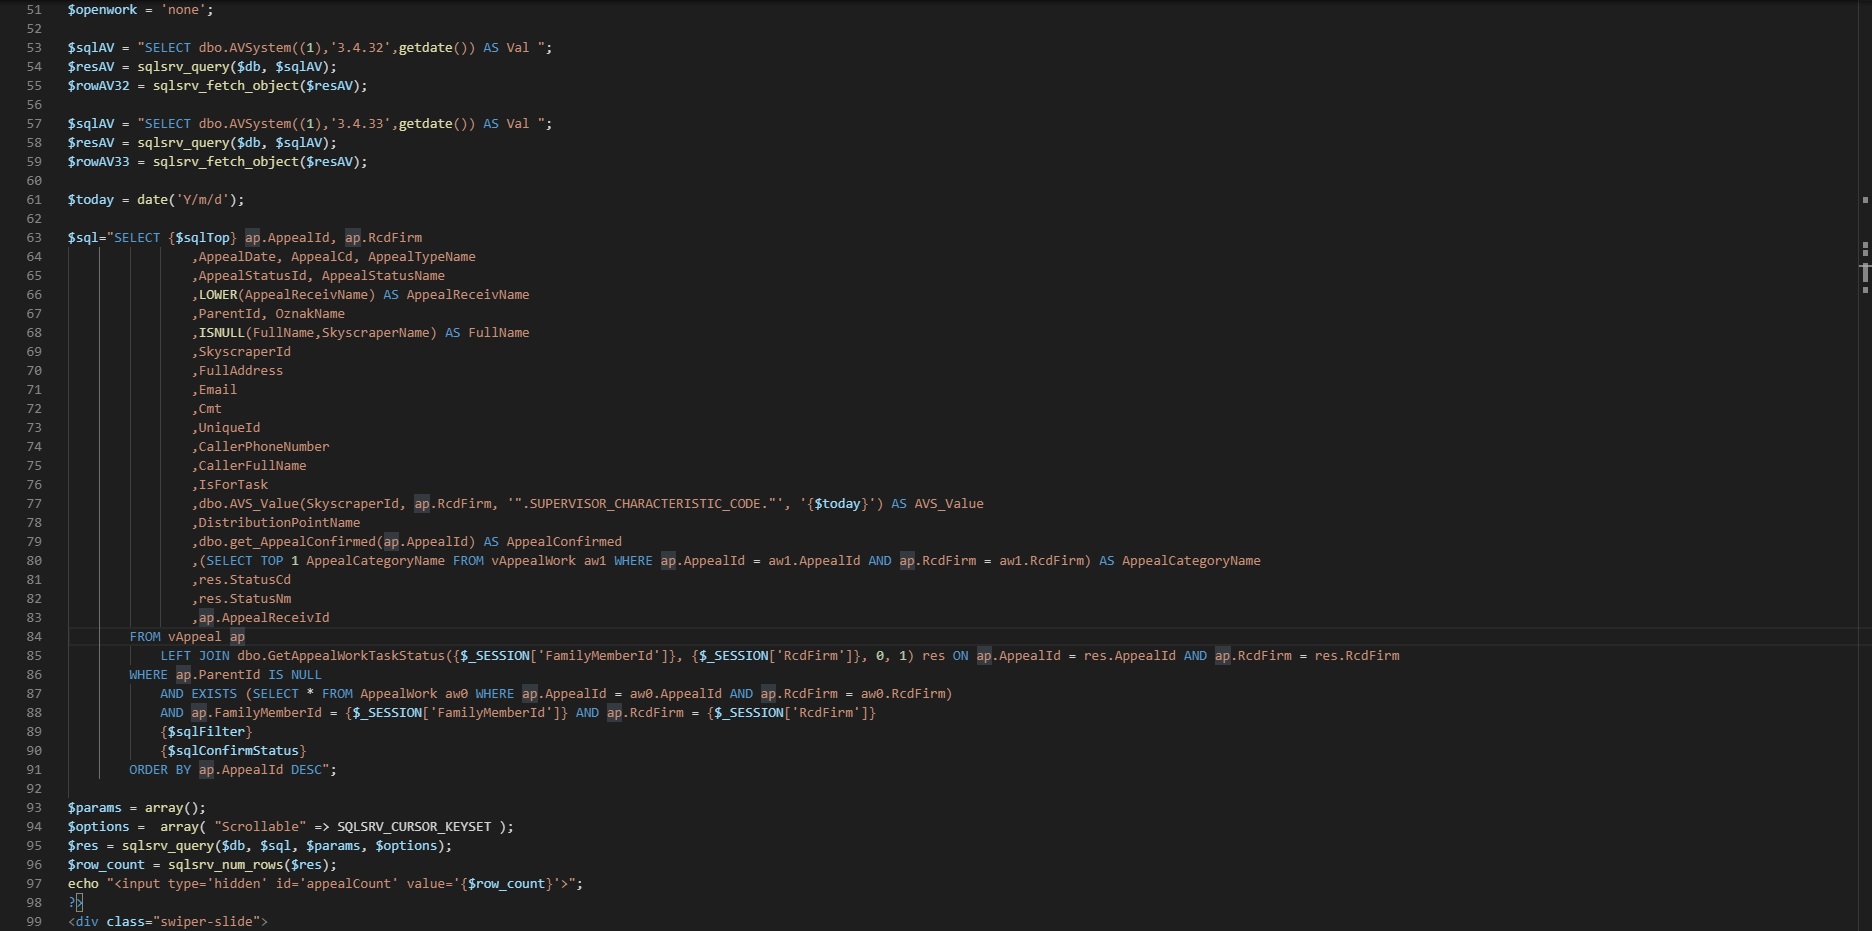 51 $openwork = 'none';
52
53 $sqlAV = "SELECT dbo.AVSystem((1),'3.4.32',getdate()) AS Val ";
54 $resAV = sqlsrv_query($db, $sqlAV);
55 $rowAV32 = sqlsrv_fetch_object($resAV);
56
57 $sqlAV = "SELECT dbo.AVSystem((1),'3.4.33',getdate()) AS Val ";
58 $resAV = sqlsrv_query($db, $sqlAV);
59 $rowAV33 = sqlsrv_fetch_object($resAV);
60
61 $today = date('Y/m/d');
62
63 $sql="SELECT {$sqlTop} ap.AppealId, ap.RcdFirm
64 ,AppealDate, AppealCd, AppealTypeName
65 ,AppealStatusId, AppealStatusName
66 ,LOWER(AppealReceivName) AS AppealReceivName
67 ,ParentId, OznakName
68 ,ISNULL(FullName,SkyscraperName) AS FullName
69 ,SkyscraperId
70 ,FullAddress
71 ,Email
72 ,Cmt
73 ,UniqueId
74 ,CallerPhoneNumber
75 ,CallerFullName
76 ,IsForTask
77 ,dbo.AVS_Value(SkyscraperId, ap.RcdFirm, '".SUPERVISOR_CHARACTERISTIC_CODE."', '{$today}') AS AVS_Value
78 ,DistributionPointName
79 ,dbo.get_AppealConfirmed(ap.AppealId) AS AppealConfirmed
80 ,(SELECT TOP 1 AppealCategoryName FROM vAppealWork aw1 WHERE ap.AppealId = aw1.AppealId AND ap.RcdFirm = aw1.RcdFirm) AS AppealCategoryName
81 ,res.StatusCd
82 ,res.StatusNm
83 ,ap.AppealReceivId
84 FROM vAppeal ap
85 LEFT JOIN dbo.GetAppealWorkTaskStatus({$_SESSION['FamilyMemberId']}, {$_SESSION['RcdFirm']}, 0, 1) res ON ap.AppealId = res.AppealId AND ap.RcdFirm = res.RcdFirm
86 WHERE ap.ParentId IS NULL
87 AND EXISTS (SELECT * FROM AppealWork aw0 WHERE ap.AppealId = aw0.AppealId AND ap.RcdFirm = aw0.RcdFirm)
88 AND ap.FamilyMemberId = {$_SESSION['FamilyMemberId']} AND ap.RcdFirm = {$_SESSION['RcdFirm']}
89 {$sqlFilter}
90 {$sqlConfirmStatus}
91 ORDER BY ap.AppealId DESC";
92
93 $params = array();
94 $options =  array( "Scrollable" => SQLSRV_CURSOR_KEYSET );
95 $res = sqlsrv_query($db, $sql, $params, $options);
96 $row_count = sqlsrv_num_rows($res);
97 echo "<input type='hidden' id='appealCount' value='{$row_count}'>";
98 ?>
99 <div class="swiper-slide">